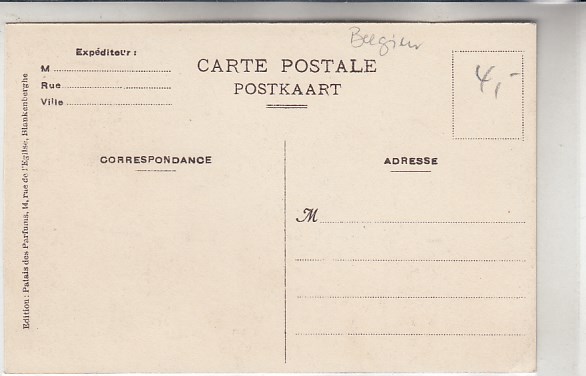 Belgien
Expéditeur :
M
Rue
Ville
CARTE POSTALE
POSTKAART
4,-
CORRESPONDANCE
ADRESSE
M
Edition: Palais des Parfums, 14, rue de l'Eglise, Blankenberghe